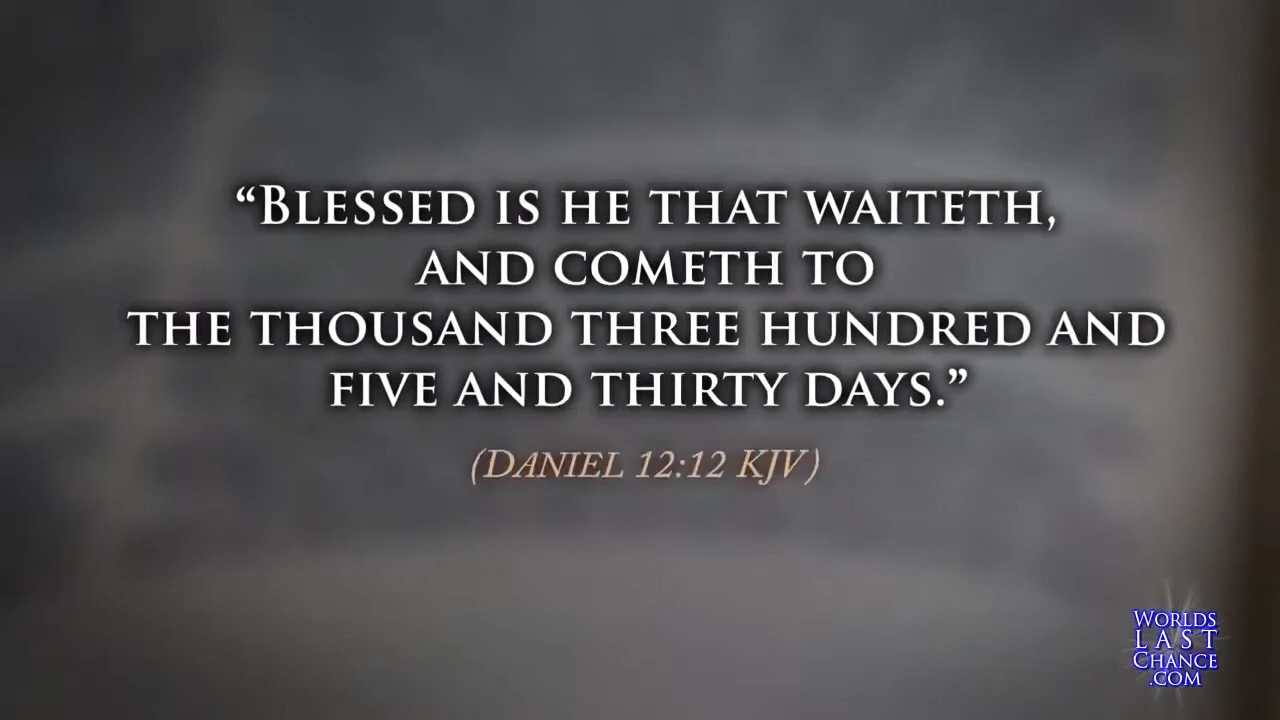 “Blessed is he that waiteth,
and cometh to
the thousand three hundred and
five and thirty days.”
(Daniel 12:12 KJV)
Worlds
Last
Chance
.com